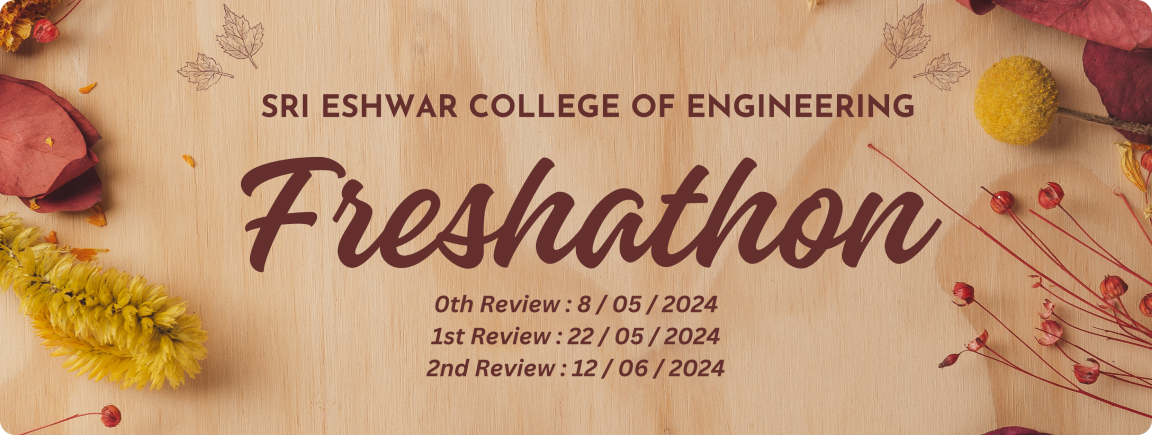 SRI ESHWAR COLLEGE OF ENGINEERING
Freshathon
0th Review : 8 / 05 / 2024
1st Review : 22 / 05 / 2024
2nd Review : 12 / 06 / 2024